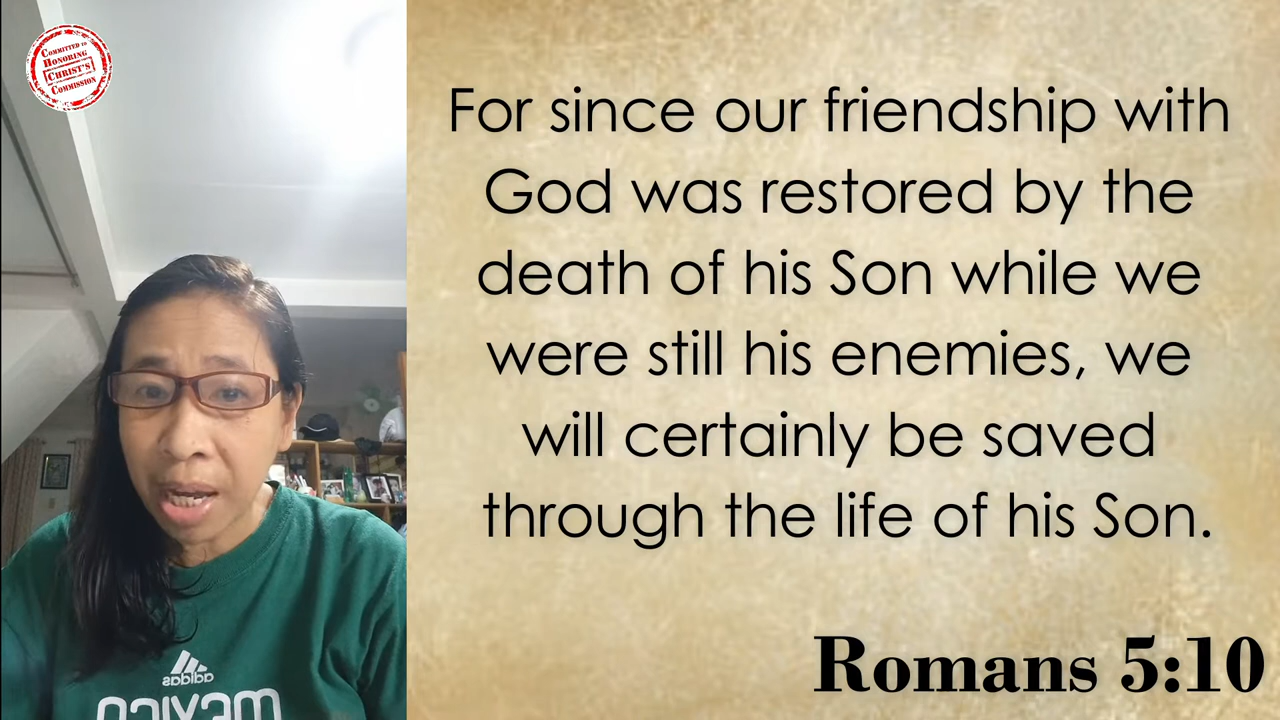 COMMITTED TO
HONORING
CHRIST'S
COMMISSION
For since our friendship with
God was restored by the
death of his Son while we
were still his enemies, we
will certainly be saved
through the life of his Son.
Romans 5:10
adidas
mexico